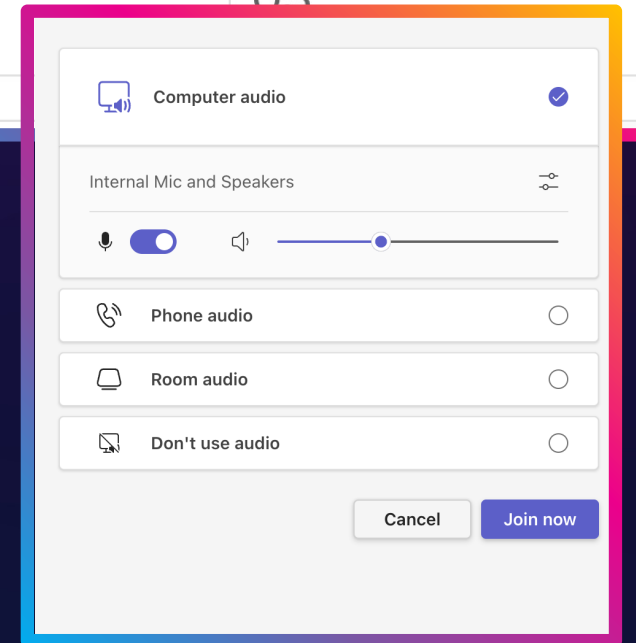 Computer audio
Internal Mic and Speakers
Phone audio
Room audio
Don't use audio
Cancel
Join now